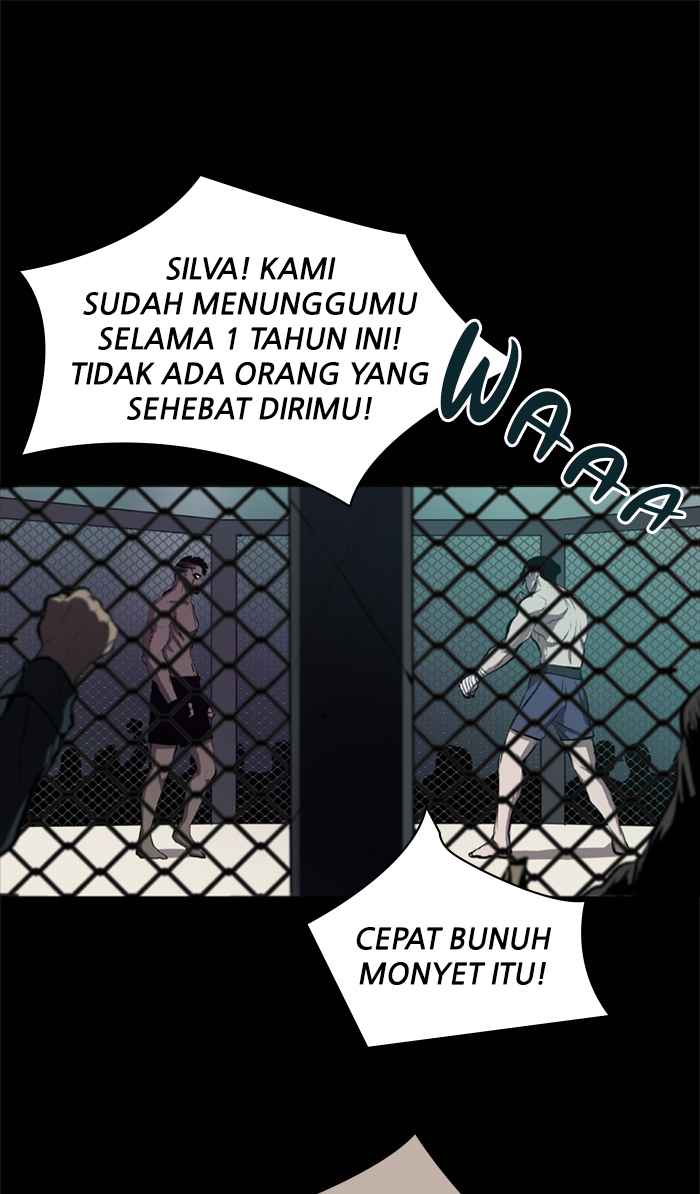 SILVA! KAMI
SUDAH MENUNGGUMU
SELAMA 1 TAHUN INI!
TIDAK ADA ORANG YANG
SEHEBAT DIRIMU!
WAAAA
CEPAT BUNUH
MONYET ITU!